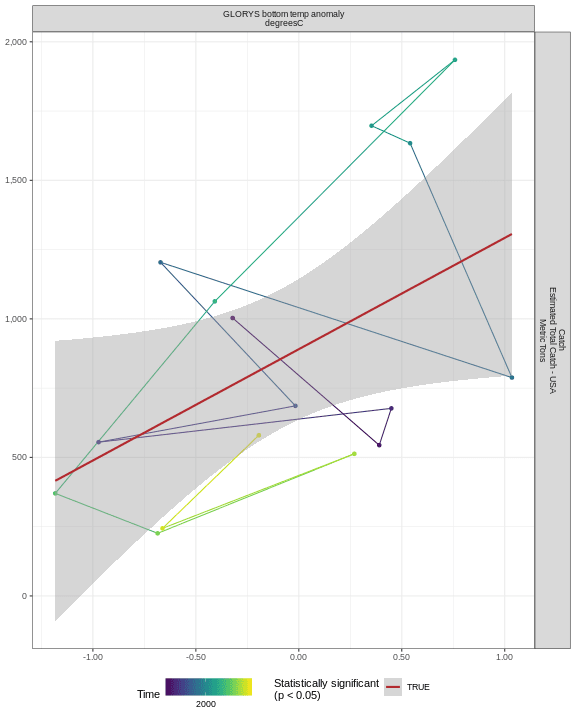 GLORYS bottom temp anomaly
degreesC
2,000
1,500
1,000
500
0
Catch
Estimated Total Catch - USA
Metric Tons
-1.00
-0.50
0.00
0.50
1.00
Time
2000
Statistically significant
(p < 0.05)
TRUE